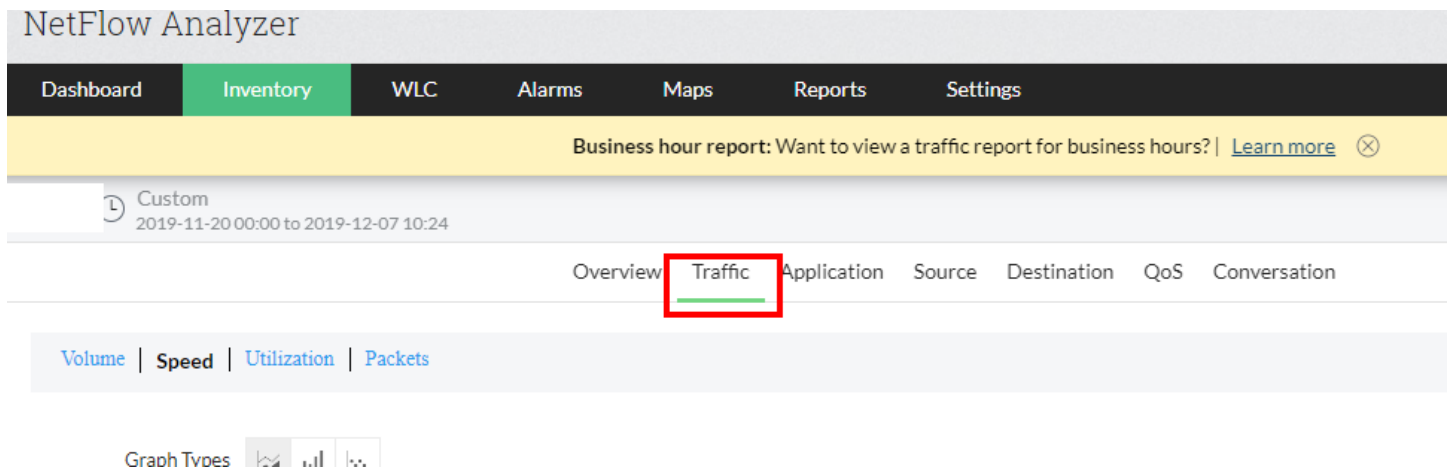 NetFlow Analyzer
Dashboard Inventory WLC Alarms Maps Reports Settings
Business hour report: Want to view a traffic report for business hours? | Learn more
Custom
2019-11-20 00:00 to 2019-12-07 10:24
Overview Traffic Application Source Destination QoS Conversation
Volume | Speed | Utilization | Packets
Graph Types